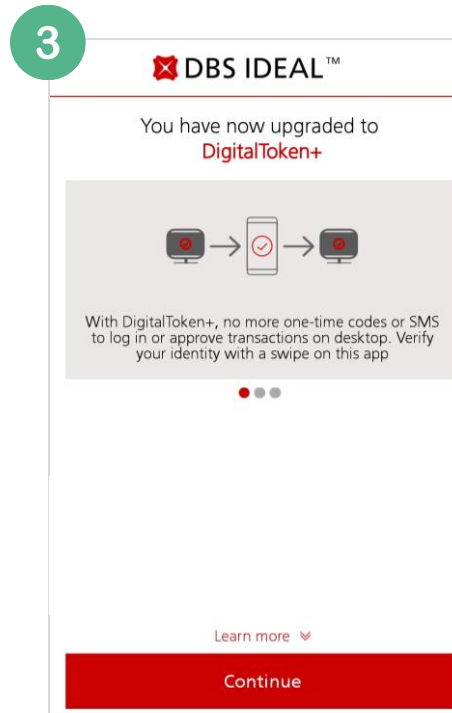 3
DBS IDEAL™
You have now upgraded to
DigitalToken+
With DigitalToken+, no more one-time codes or SMS
to log in or approve transactions on desktop. Verify
your identity with a swipe on this app
Learn more
Continue